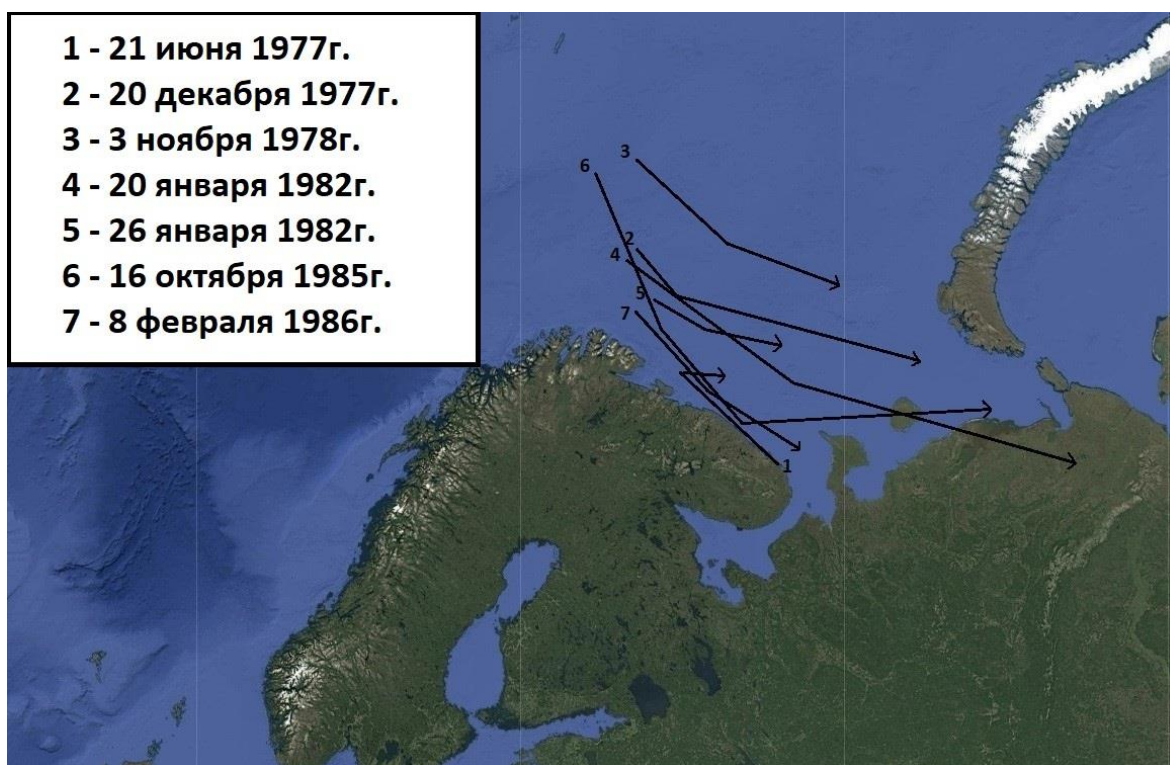 1 - 21 июня 1977г.
2 - 20 декабря 1977г.
3 - 3 ноября 1978г.
4 - 20 января 1982г.
5 - 26 января 1982г.
6 - 16 октября 1985г.
7 - 8 февраля 1986г.
3
6
2
4
5
7
1